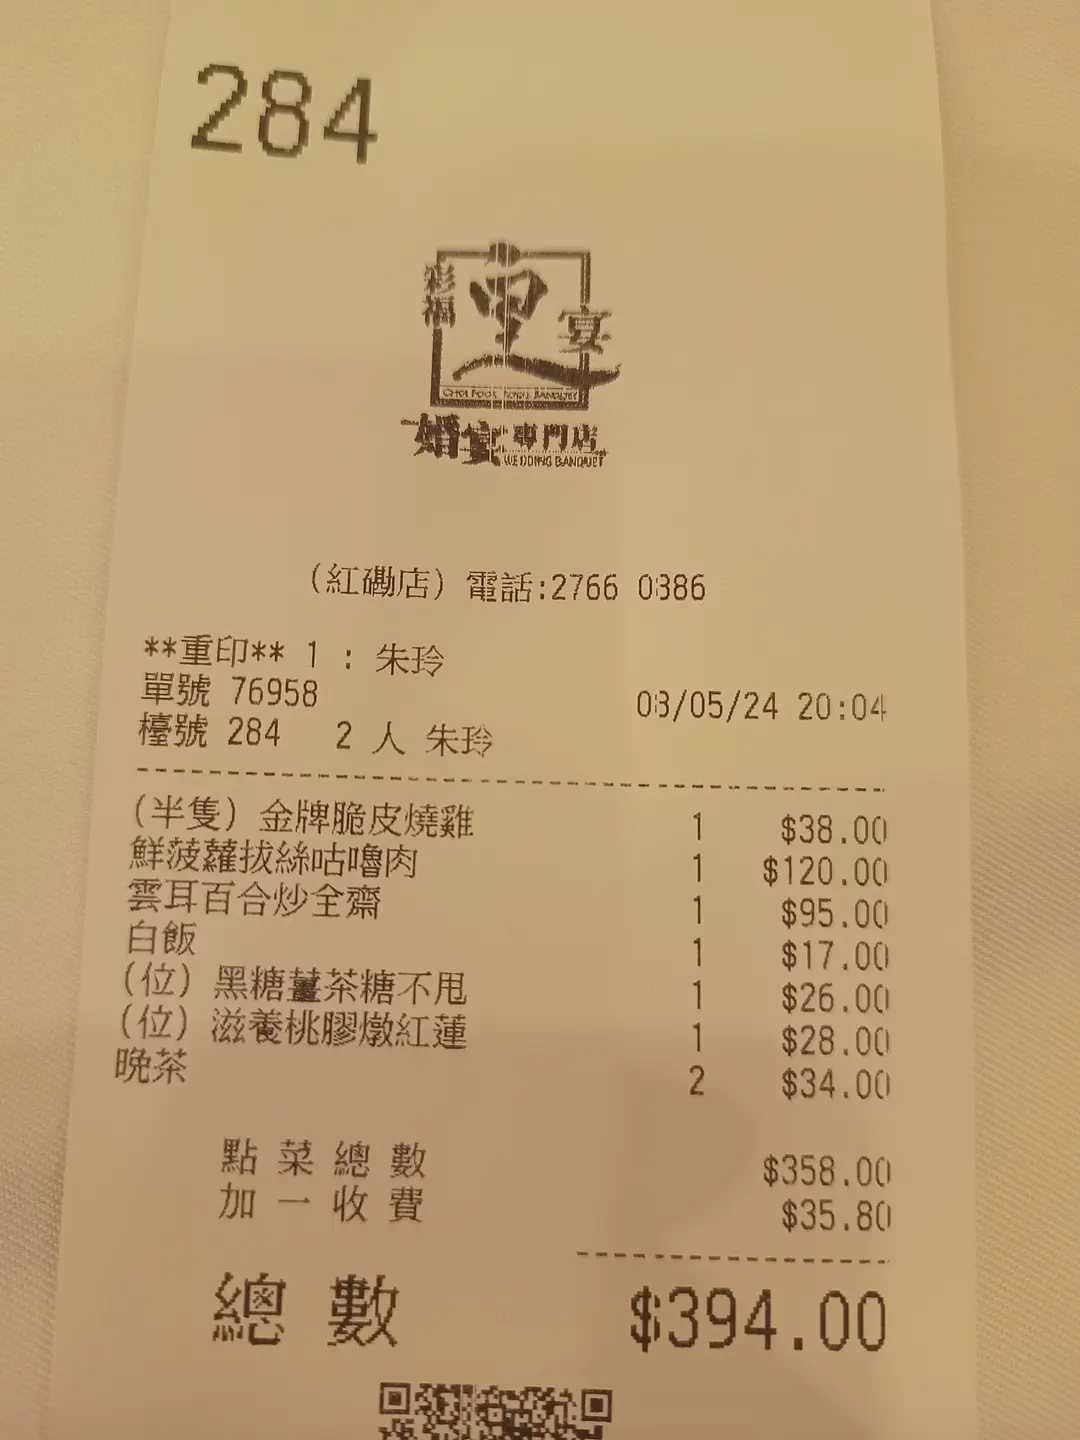 284
彩福
宴
婚宴專門店
WEDDING BANQUET
(紅磡店) 電話:2766 0886
**重印** 1 : 朱玲
單號 76958
08/05/24 20:04
檯號 284 2 人 朱玲
(半隻) 金牌脆皮燒雞 1 $38.00
鮮菠蘿拔絲咕嚕肉 1 $120.00
雲耳百合炒全齋 1 $95.00
白飯 1 $17.00
(位) 黑糖薑茶糖不甩 1 $26.00
(位) 滋養桃膠燉紅蓮 1 $28.00
晚茶 2 $34.00
點菜總數 $358.00
加一收費 $35.80
總數 $394.00